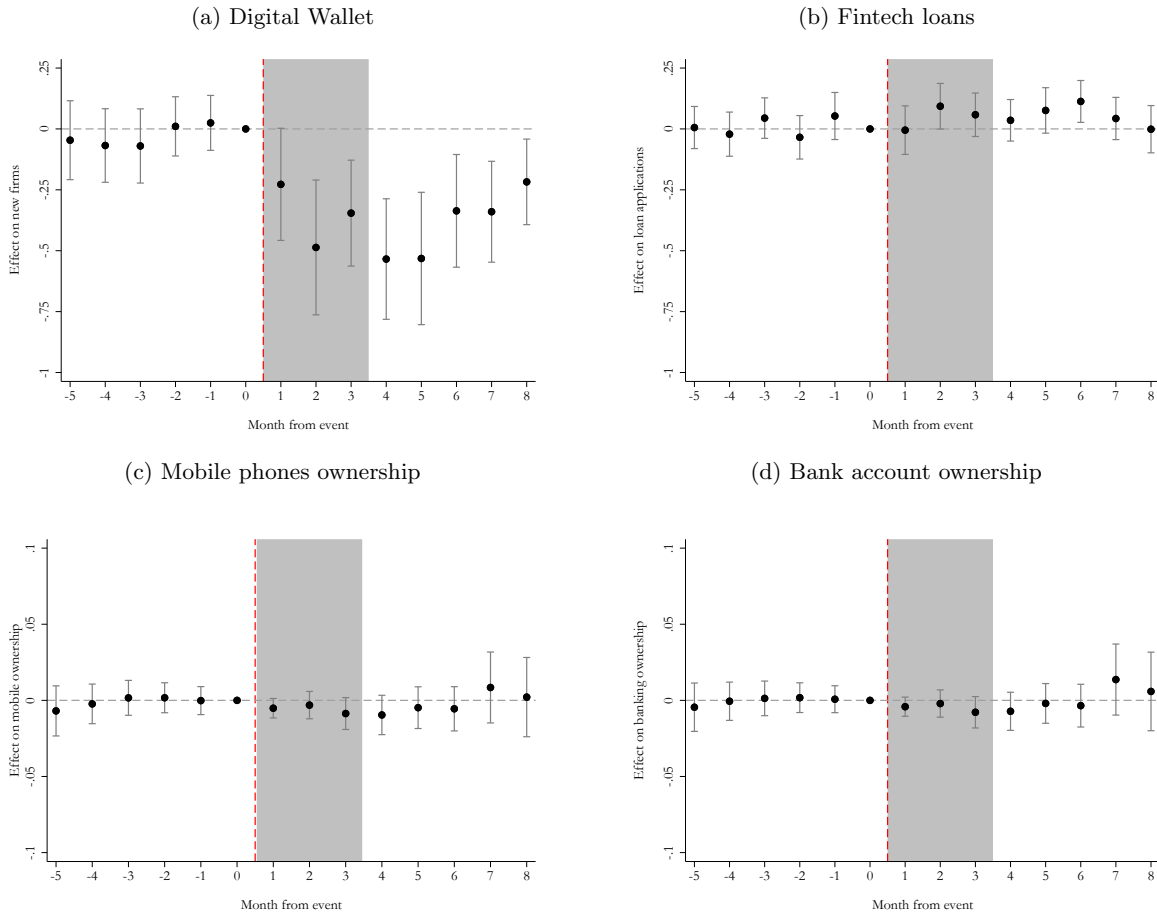 (a) Digital Wallet
Effect on new firms
.25
0
-.25
-.5
-.75
-1
-5 -4 -3 -2 -1 0 1 2 3 4 5 6 7 8
Month from event
(b) Fintech loans
Effect on loan applications
.25
0
-.25
-.5
-.75
-1
-5 -4 -3 -2 -1 0 1 2 3 4 5 6 7 8
Month from event
(c) Mobile phones ownership
Effect on mobile ownership
.1
.05
0
-.05
-.1
-5 -4 -3 -2 -1 0 1 2 3 4 5 6 7 8
Month from event
(d) Bank account ownership
Effect on banking ownership
.1
.05
0
-.05
-.1
-5 -4 -3 -2 -1 0 1 2 3 4 5 6 7 8
Month from event